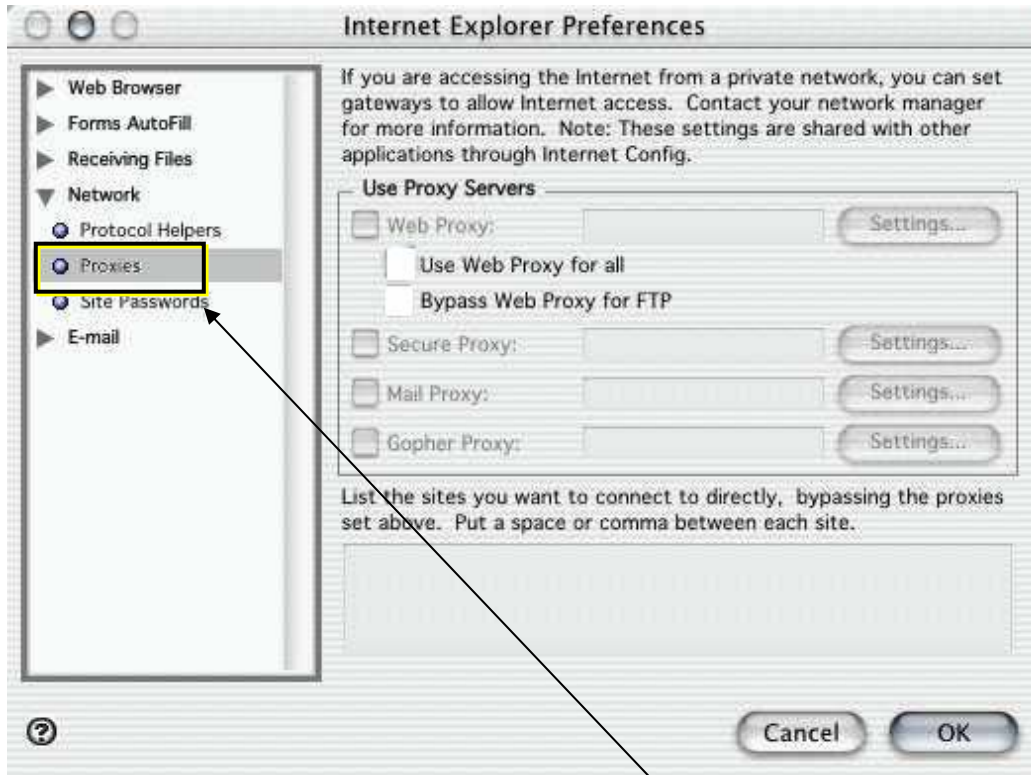 Internet Explorer Preferences
Web Browser
Forms AutoFill
Receiving Files
Network
Protocol Helpers
Proxies
Site Passwords
E-mail
If you are accessing the Internet from a private network, you can set
gateways to allow Internet access. Contact your network manager
for more information. Note: These settings are shared with other
applications through Internet Config.
Use Proxy Servers
Web Proxy: Settings...
Use Web Proxy for all
Bypass Web Proxy for FTP
Secure Proxy: Settings...
Mail Proxy: Settings...
Gopher Proxy: Settings...
List the sites you want to connect to directly, bypassing the proxies
set above. Put a space or comma between each site.
?
Cancel OK